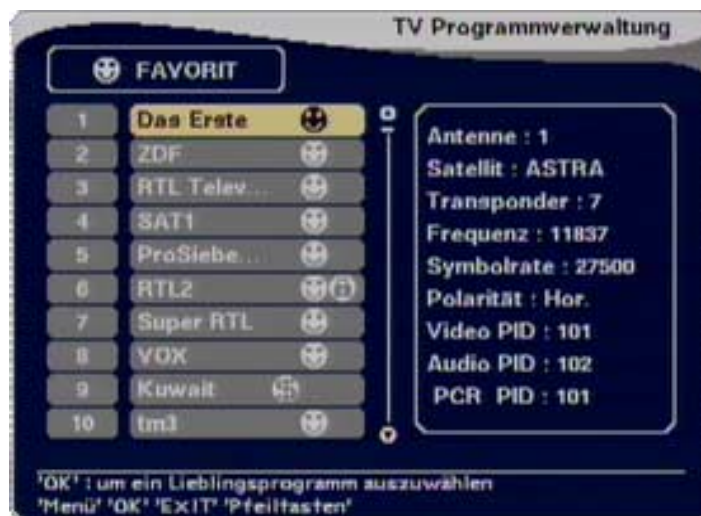 TV Programmverwaltung
FAVORIT
1 Das Erste
2 ZDF
3 RTL Telev...
4 SAT1
5 ProSiebe...
6 RTL2
7 Super RTL
8 VOX
9 Kuwait
10 tm3
Antenne : 1
Satellit : ASTRA
Transponder : 7
Frequenz : 11837
Symbolrate : 27500
Polarität : Hor.
Video PID : 101
Audio PID : 102
PCR PID : 101
'OK' : um ein Lieblingsprogramm auszuwählen
'Menü' 'OK' 'EXIT' 'Pfeiltasten'